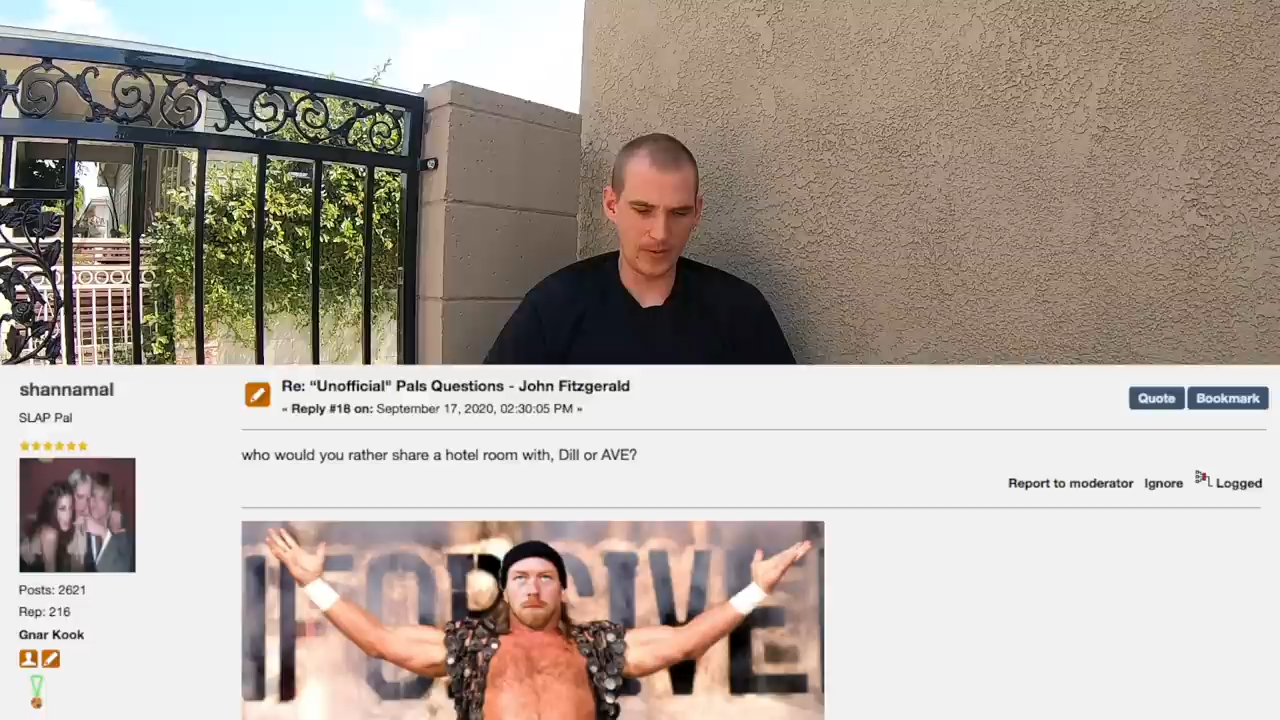 shannamal
SLAP Pal
Posts: 2621
Rep: 216
Gnar Kook
Re: “Unofficial" Pals Questions - John Fitzgerald
« Reply #18 on: September 17, 2020, 02:30:05 PM »
Quote
Bookmark
who would you rather share a hotel room with, Dill or AVE?
Report to moderator Ignore Logged